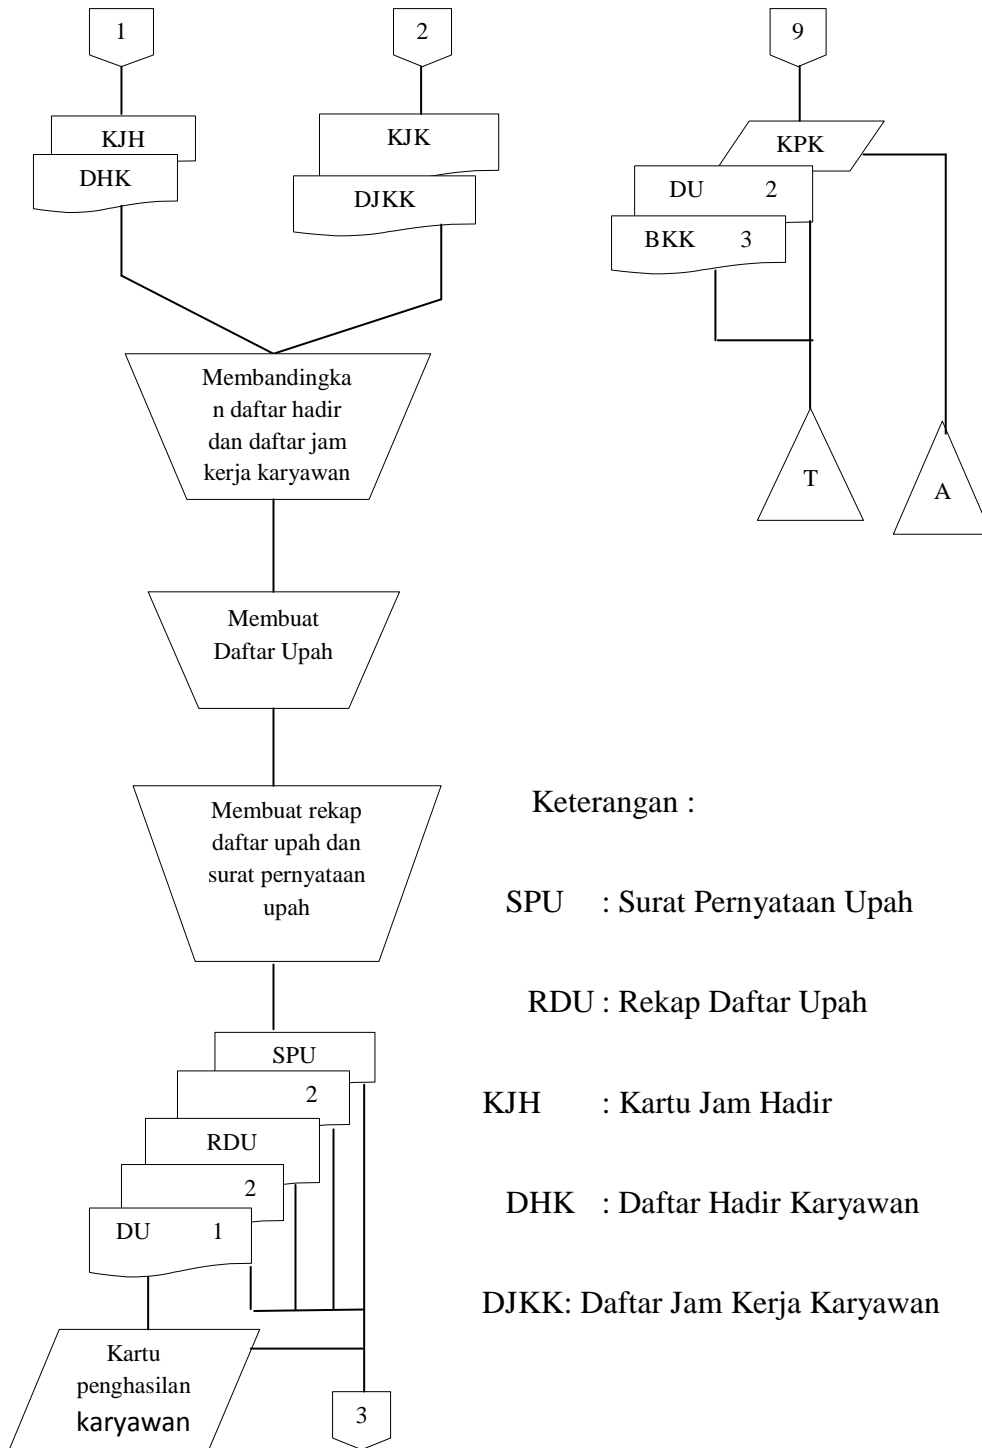 1
2
9
KJH
DHK
KJK
DJKK
KPK
DU 2
BKK 3
Membandingka
n daftar hadir
dan daftar jam
kerja karyawan
T
A
Membuat
Daftar Upah
Membuat rekap
daftar upah dan
surat pernyataan
upah
Keterangan :
SPU : Surat Pernyataan Upah
RDU : Rekap Daftar Upah
KJH : Kartu Jam Hadir
DHK : Daftar Hadir Karyawan
DJKK: Daftar Jam Kerja Karyawan
SPU
2
RDU
2
DU 1
Kartu
penghasilan
karyawan
3